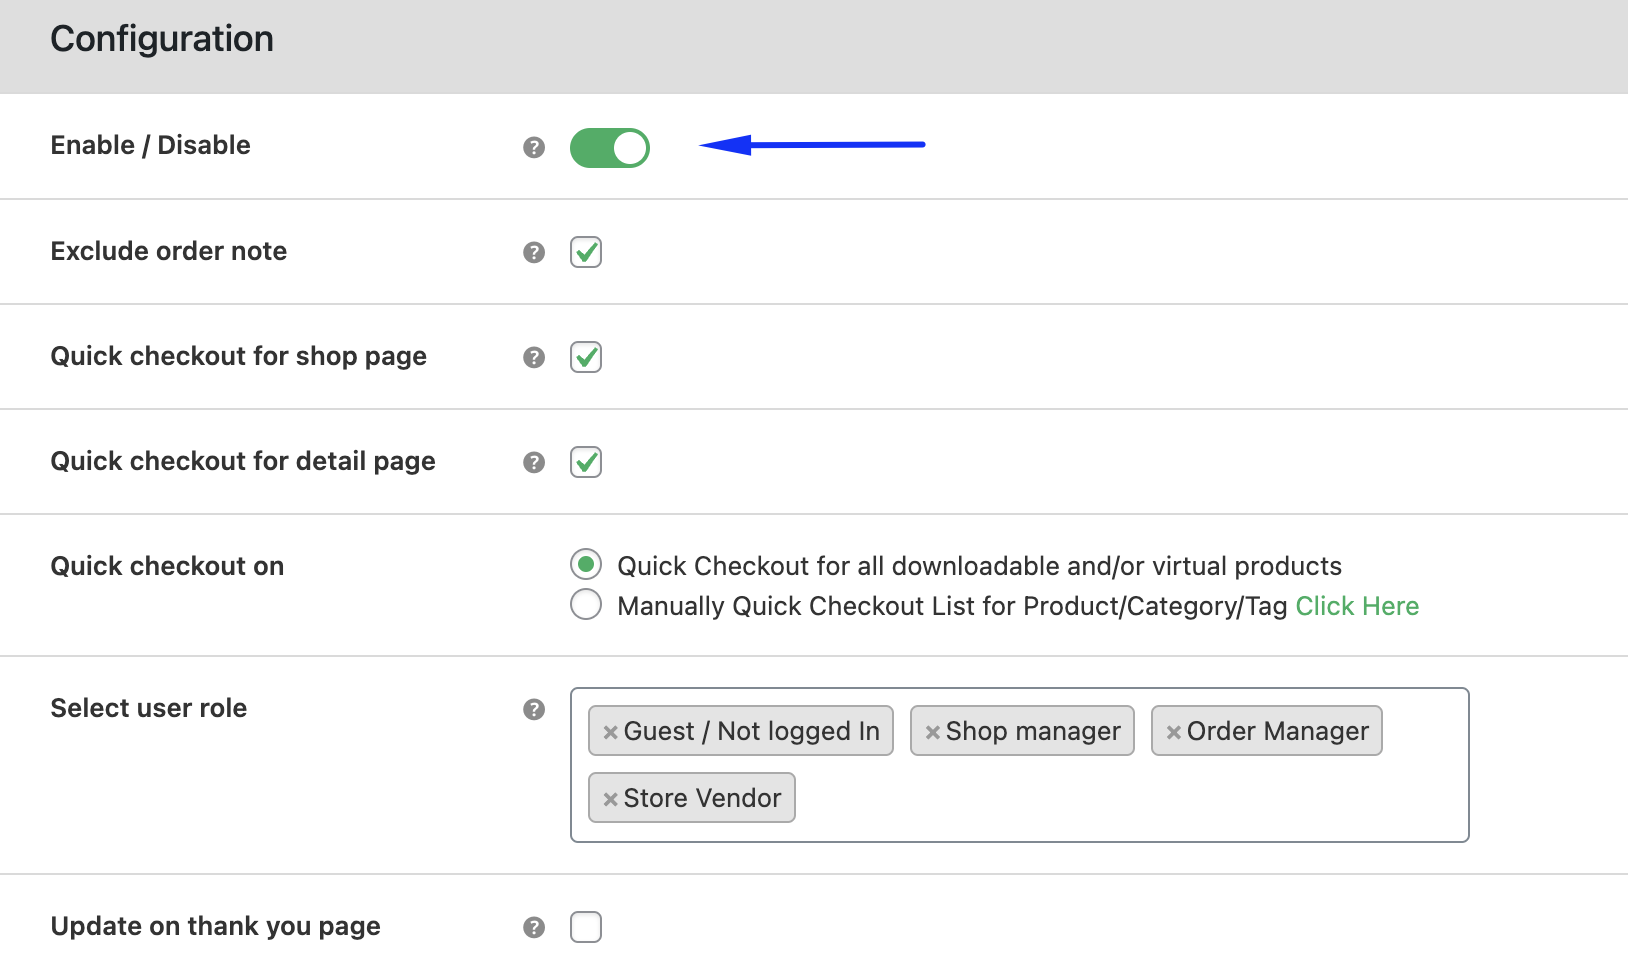 Configuration
Enable / Disable ?
Exclude order note ?
Quick checkout for shop page ?
Quick checkout for detail page ?
Quick checkout on
Quick Checkout for all downloadable and/or virtual products
Manually Quick Checkout List for Product/Category/Tag Click Here
Select user role ?
× Guest / Not logged In × Shop manager × Order Manager
× Store Vendor
Update on thank you page ?